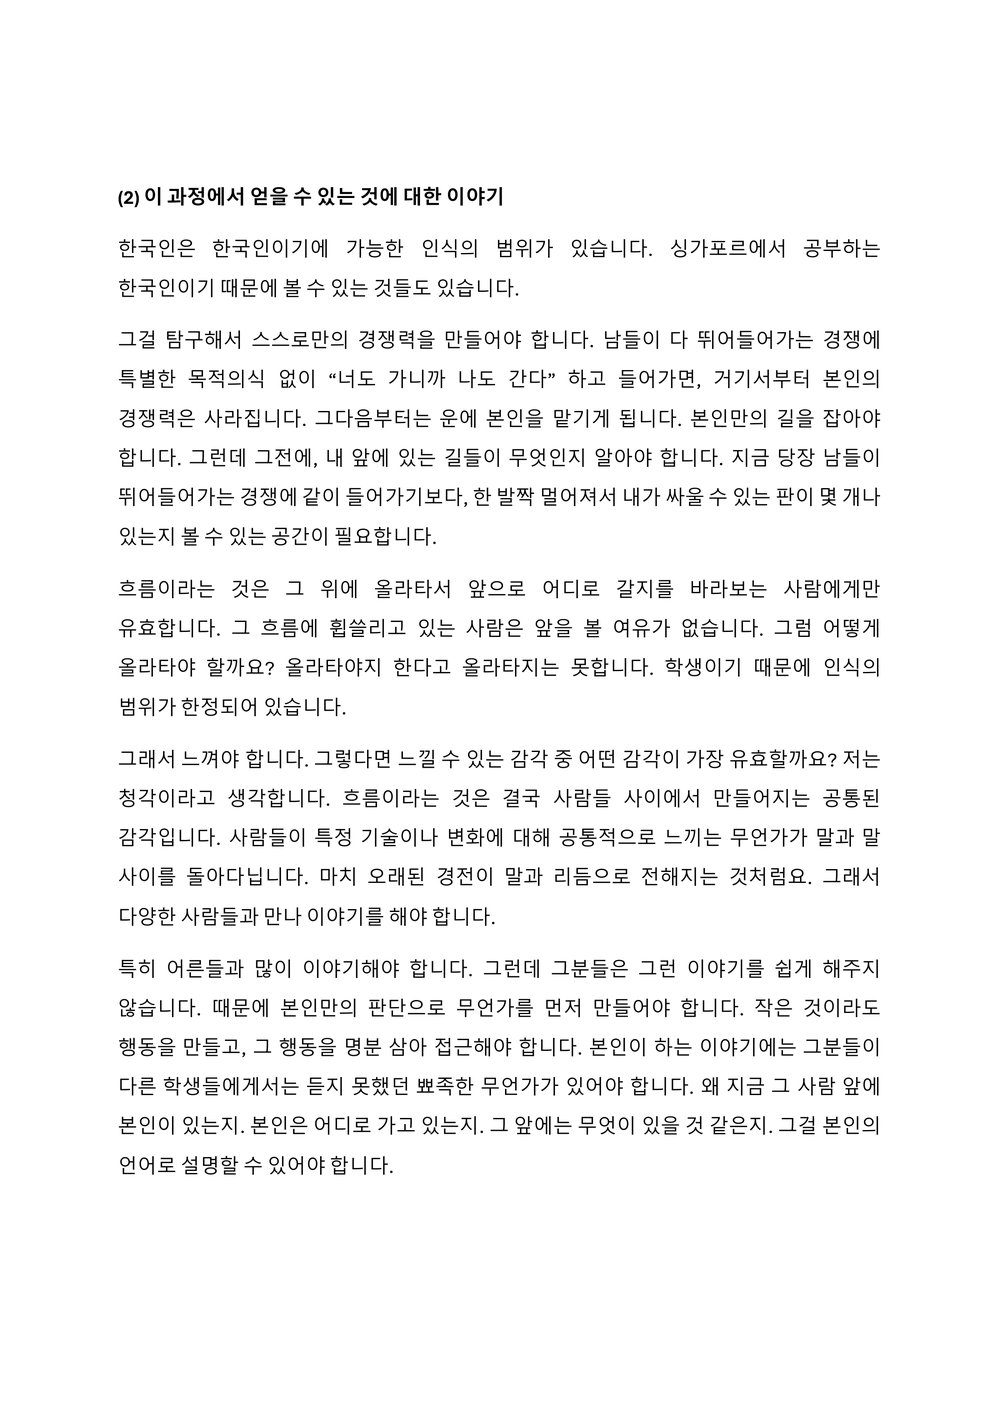 (2) 이 과정에서 얻을 수 있는 것에 대한 이야기
한국인은 한국인이기에 가능한 인식의 범위가 있습니다. 싱가포르에서 공부하는
한국인이기 때문에 볼 수 있는 것들도 있습니다.
그걸 탐구해서 스스로만의 경쟁력을 만들어야 합니다. 남들이 다 뛰어들어가는 경쟁에
특별한 목적의식 없이 “너도 가니까 나도 간다” 하고 들어가면, 거기서부터 본인의
경쟁력은 사라집니다. 그다음부터는 운에 본인을 맡기게 됩니다. 본인만의 길을 잡아야
합니다. 그런데 그전에, 내 앞에 있는 길들이 무엇인지 알아야 합니다. 지금 당장 남들이
뛰어들어가는 경쟁에 같이 들어가기보다, 한 발짝 멀어져서 내가 싸울 수 있는 판이 몇 개나
있는지 볼 수 있는 공간이 필요합니다.
흐름이라는 것은 그 위에 올라타서 앞으로 어디로 갈지를 바라보는 사람에게만
유효합니다. 그 흐름에 휩쓸리고 있는 사람은 앞을 볼 여유가 없습니다. 그럼 어떻게
올라타야 할까요? 올라타야지 한다고 올라타지는 못합니다. 학생이기 때문에 인식의
범위가 한정되어 있습니다.
그래서 느껴야 합니다. 그렇다면 느낄 수 있는 감각 중 어떤 감각이 가장 유효할까요? 저는
청각이라고 생각합니다. 흐름이라는 것은 결국 사람들 사이에서 만들어지는 공통된
감각입니다. 사람들이 특정 기술이나 변화에 대해 공통적으로 느끼는 무언가가 말과 말
사이를 돌아다닙니다. 마치 오래된 경전이 말과 리듬으로 전해지는 것처럼요. 그래서
다양한 사람들과 만나 이야기를 해야 합니다.
특히 어른들과 많이 이야기해야 합니다. 그런데 그분들은 그런 이야기를 쉽게 해주지
않습니다. 때문에 본인만의 판단으로 무언가를 먼저 만들어야 합니다. 작은 것이라도
행동을 만들고, 그 행동을 명분 삼아 접근해야 합니다. 본인이 하는 이야기에는 그분들이
다른 학생들에게서는 듣지 못했던 뾰족한 무언가가 있어야 합니다. 왜 지금 그 사람 앞에
본인이 있는지. 본인은 어디로 가고 있는지. 그 앞에는 무엇이 있을 것 같은지. 그걸 본인의
언어로 설명할 수 있어야 합니다.